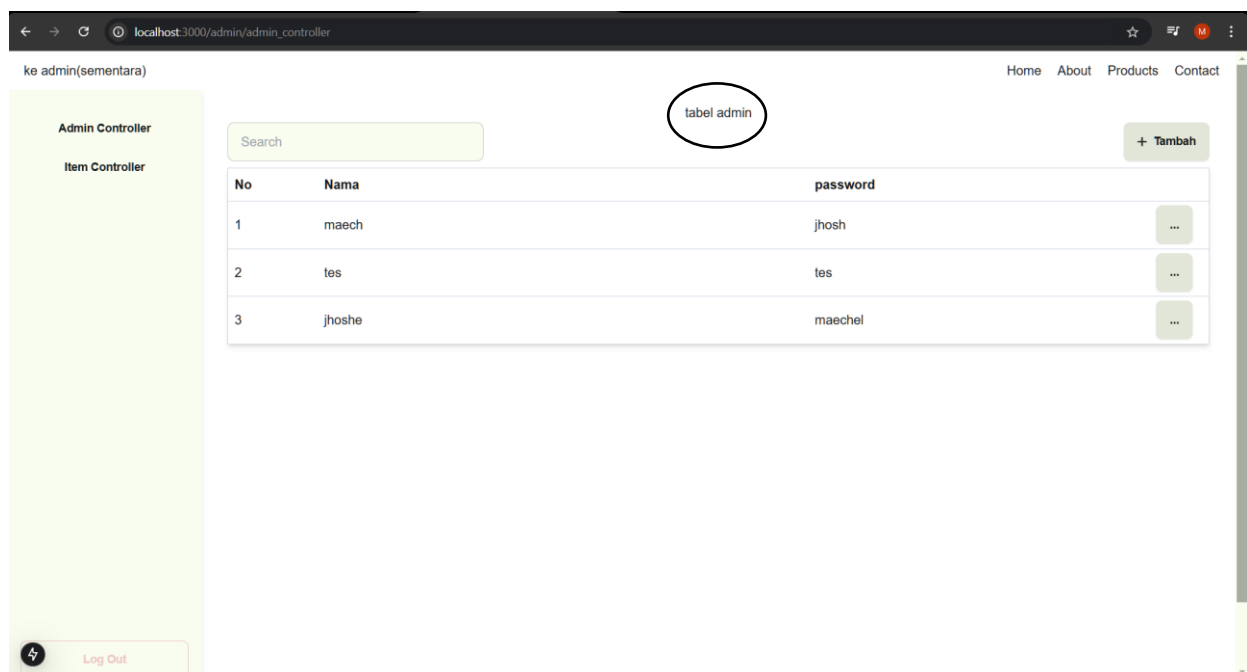 localhost:3000/admin/admin_controller
M
ke admin(sementara)
Home About Products Contact
Admin Controller
Item Controller
tabel admin
Search
+ Tambah
No Nama password
1 maech jhosh ...
2 tes tes ...
3 jhoshe maechel ...
Log Out